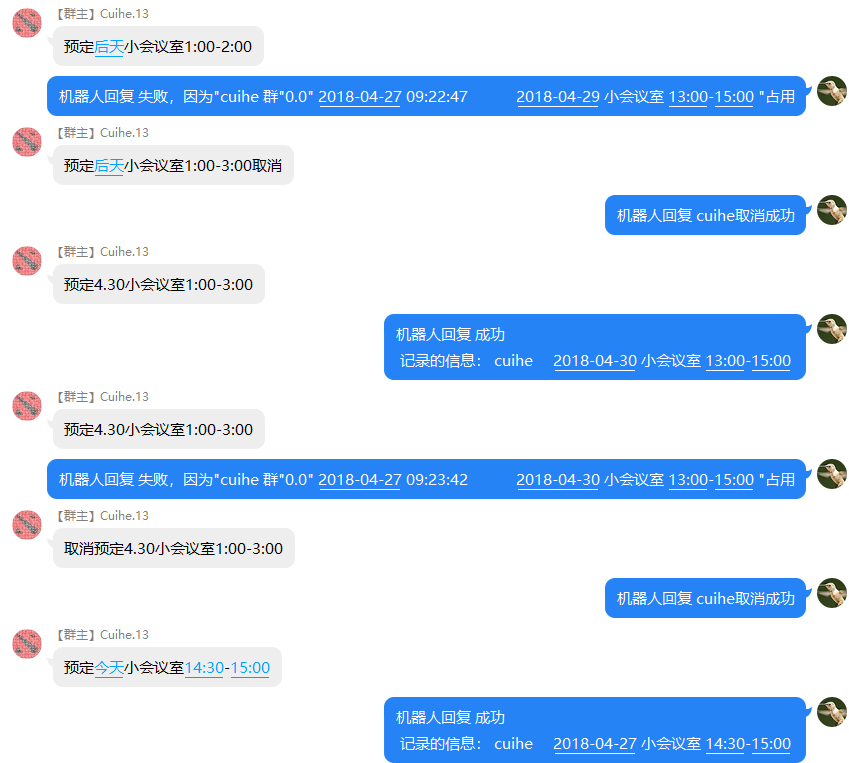 【群主】Cuihe.13
预定后天小会议室1:00-2:00
机器人回复 失败，因为"cuihe 群"0.0" 2018-04-27 09:22:47 2018-04-29 小会议室 13:00-15:00 "占用
【群主】Cuihe.13
预定后天小会议室1:00-3:00取消
机器人回复 cuihe取消成功
【群主】Cuihe.13
预定4.30小会议室1:00-3:00
机器人回复 成功
记录的信息： cuihe 2018-04-30 小会议室 13:00-15:00
【群主】Cuihe.13
预定4.30小会议室1:00-3:00
机器人回复 失败，因为"cuihe 群"0.0" 2018-04-27 09:23:42 2018-04-30 小会议室 13:00-15:00 "占用
【群主】Cuihe.13
取消预定4.30小会议室1:00-3:00
机器人回复 cuihe取消成功
【群主】Cuihe.13
预定今天小会议室14:30-15:00
机器人回复 成功
记录的信息： cuihe 2018-04-27 小会议室 14:30-15:00